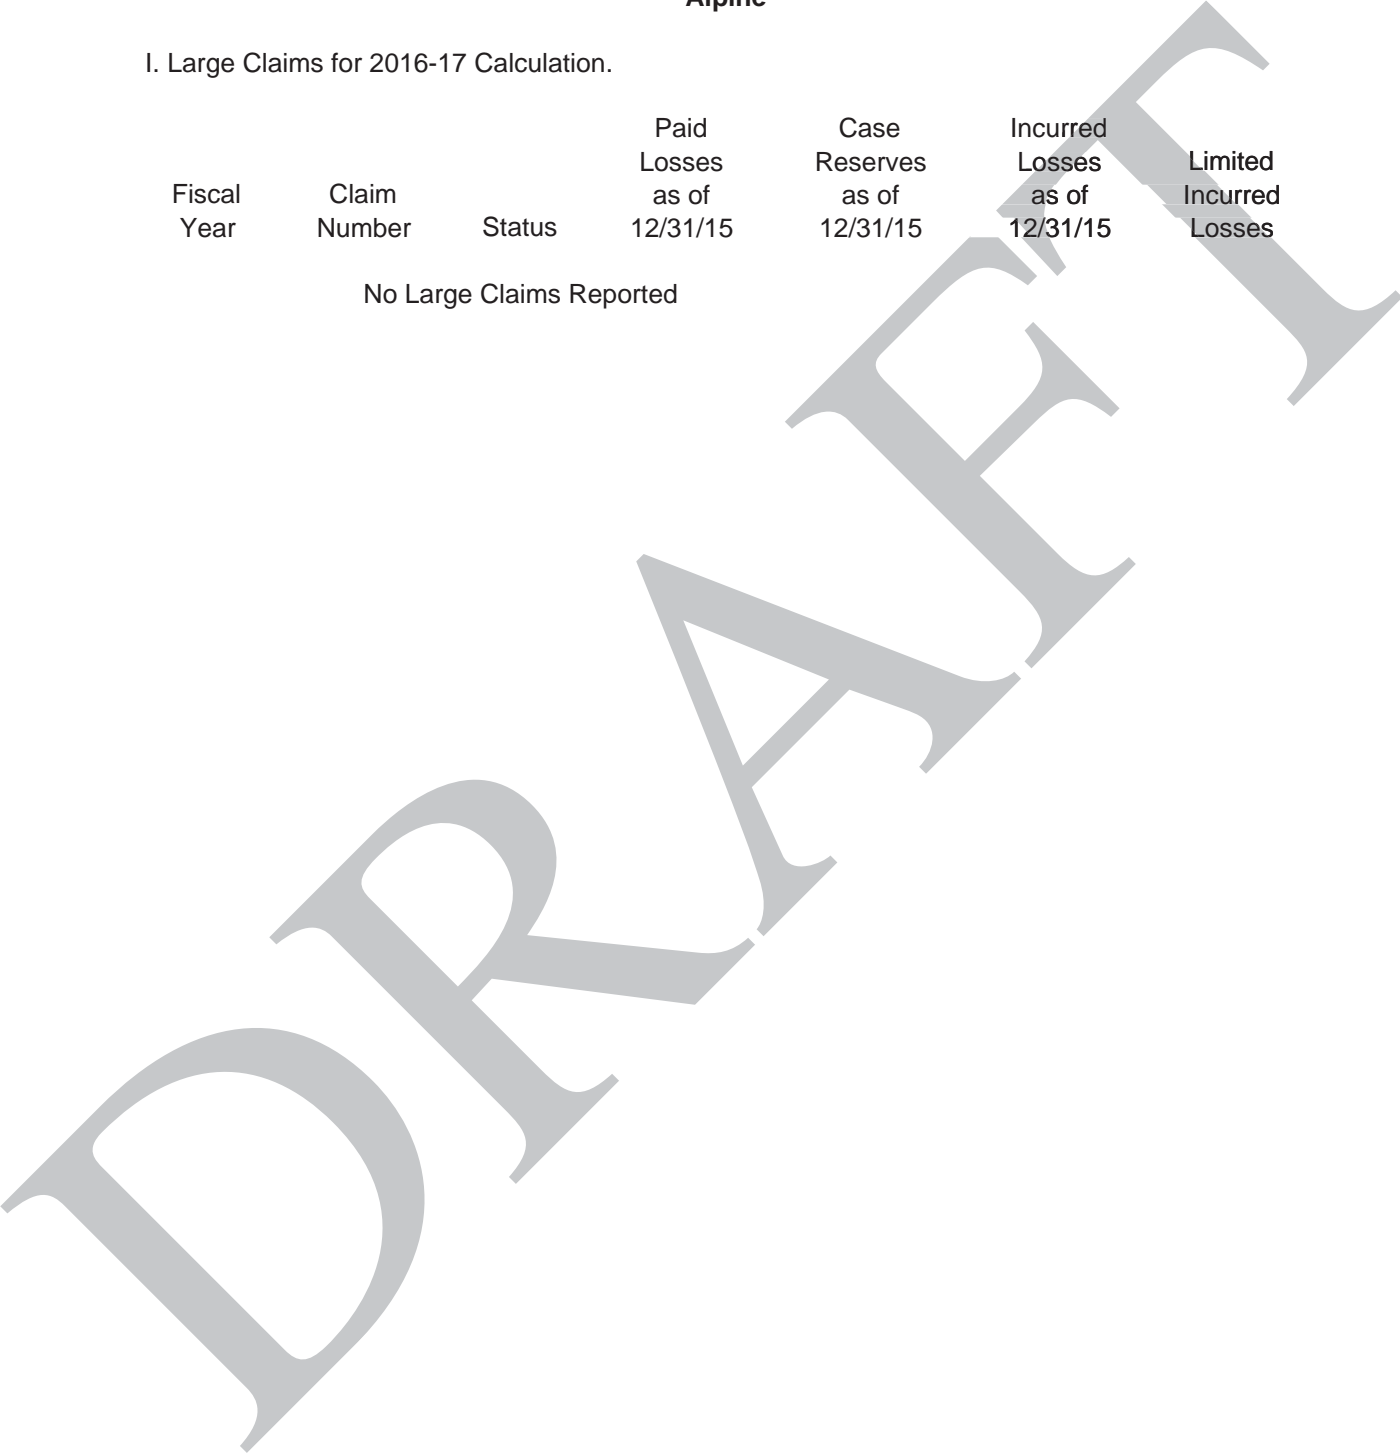 Alpine
I. Large Claims for 2016-17 Calculation.
Paid Case Incurred
Losses Reserves Losses Limited
Fiscal Claim as of as of as of Incurred
Year Number Status 12/31/15 12/31/15 12/31/15 Losses
No Large Claims Reported
DRAFT